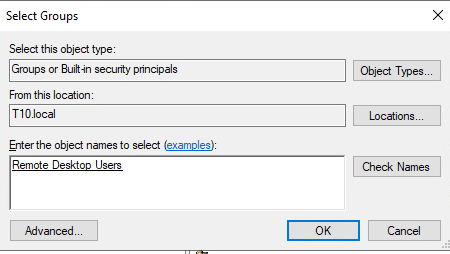 Select Groups
Select this object type:
Groups or Built-in security principals
Object Types...
From this location:
T10.local
Locations...
Enter the object names to select (examples):
Remote Desktop Users
Check Names
Advanced...
OK
Cancel